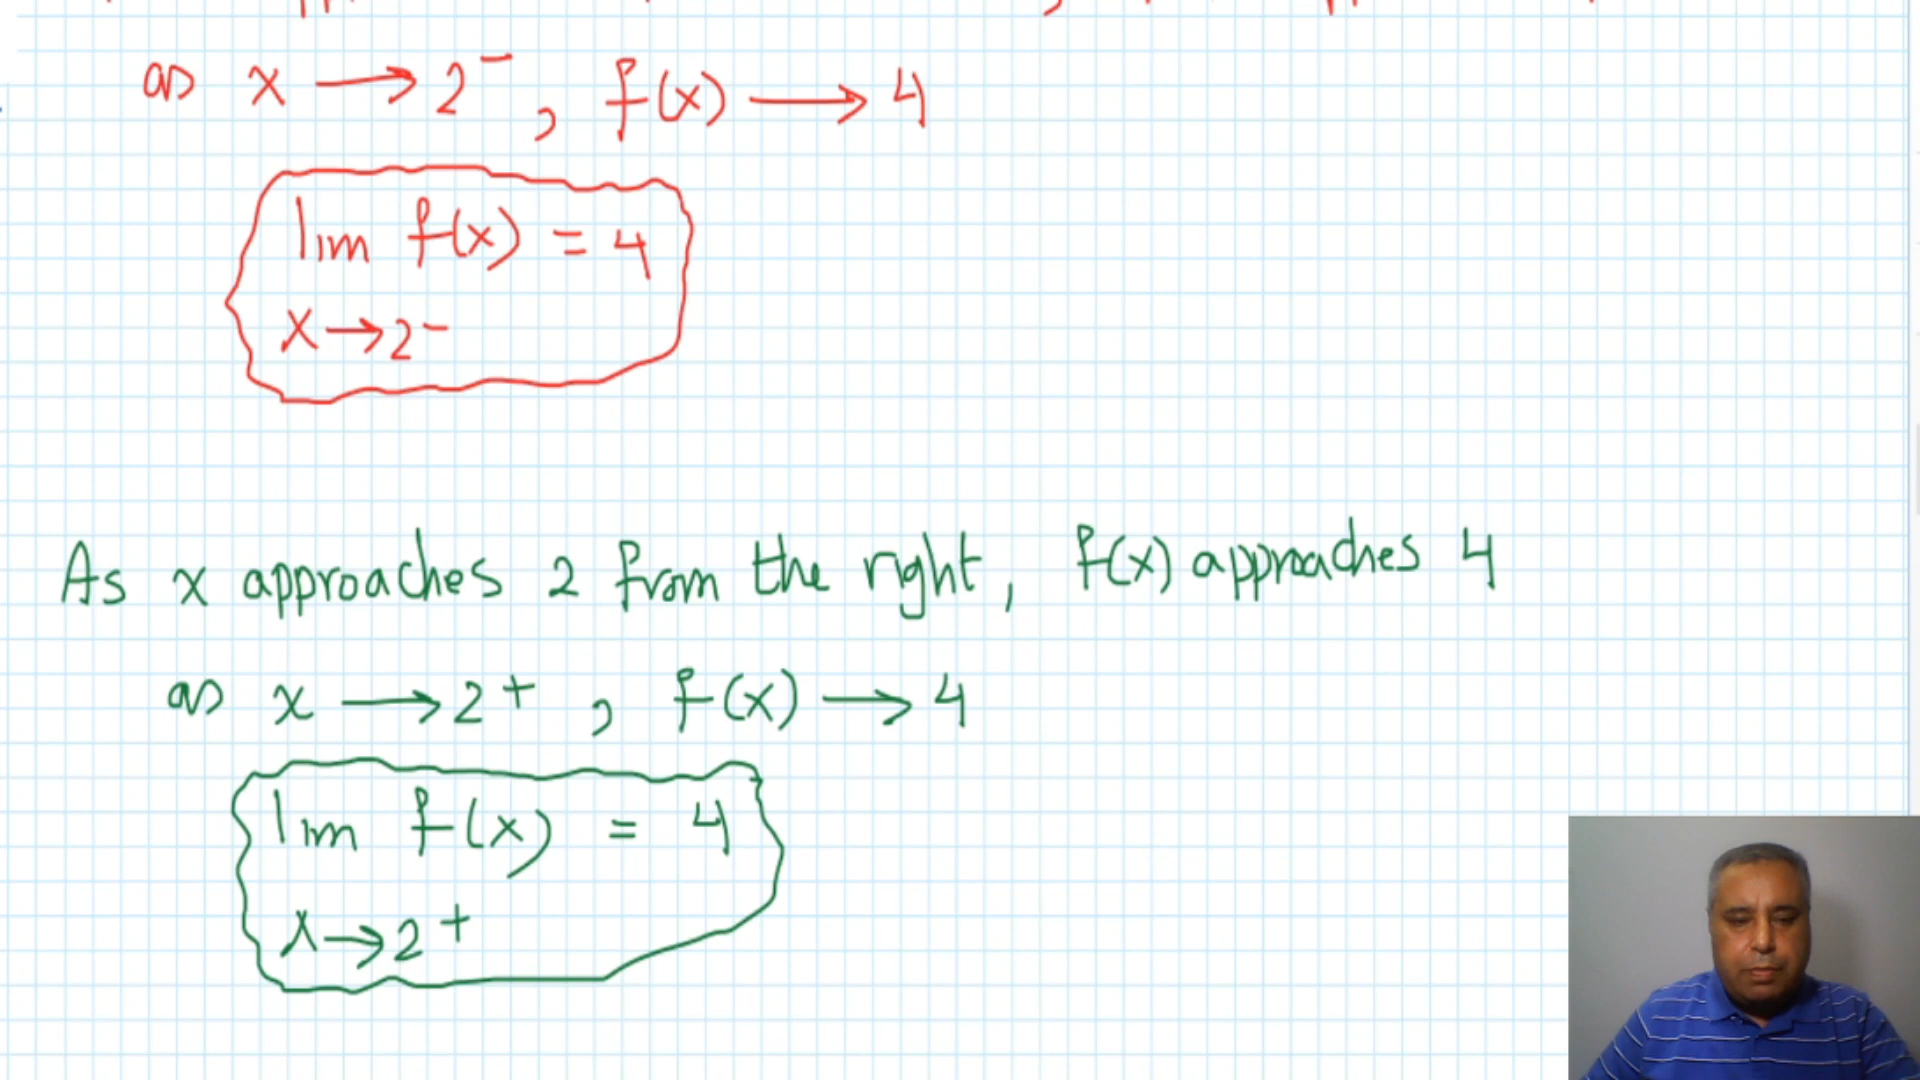 as x → 2⁻ , f(x) → 4
lim f(x) = 4
x → 2⁻
As x approaches 2 from the right, f(x) approaches 4
as x → 2⁺ , f(x) → 4
lim f(x) = 4
x → 2⁺